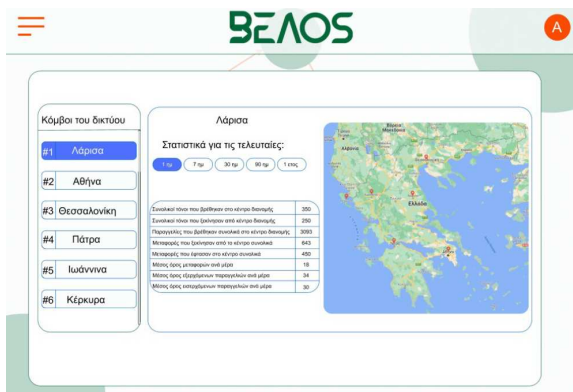 ΒΕΛΟΣ
A
Κόμβοι του δικτύου
#1 Λάρισα
#2 Αθήνα
#3 Θεσσαλονίκη
#4 Πάτρα
#5 Ιωάννινα
#6 Κέρκυρα
Λάρισα
Στατιστικά για τις τελευταίες:
1 ημ 7 ημ 30 ημ 90 ημ 1 ετος
Συνολικοί τόνοι που βρέθηκαν στο κέντρο διανομής 350
Συνολικοί τόνοι που ξεκίνησαν από κέντρο διανομής 250
Παραγγελίες που βρέθηκαν συνολικά στο κέντρο διανομής 3093
Μεταφορές που ξεκίνησαν από το κέντρο συνολικά 643
Μεταφορές που έφτασαν στο κέντρο συνολικά 450
Μέσος όρος μεταφορών ανά μέρα 18
Μέσος όρος εξερχόμενων παραγγελιών ανά μέρα 34
Μέσος όρος εισερχόμενων παραγγελιών ανά μέρα 30
Βόρεια
Μακεδονία
Αλβανία
Ελλάδα